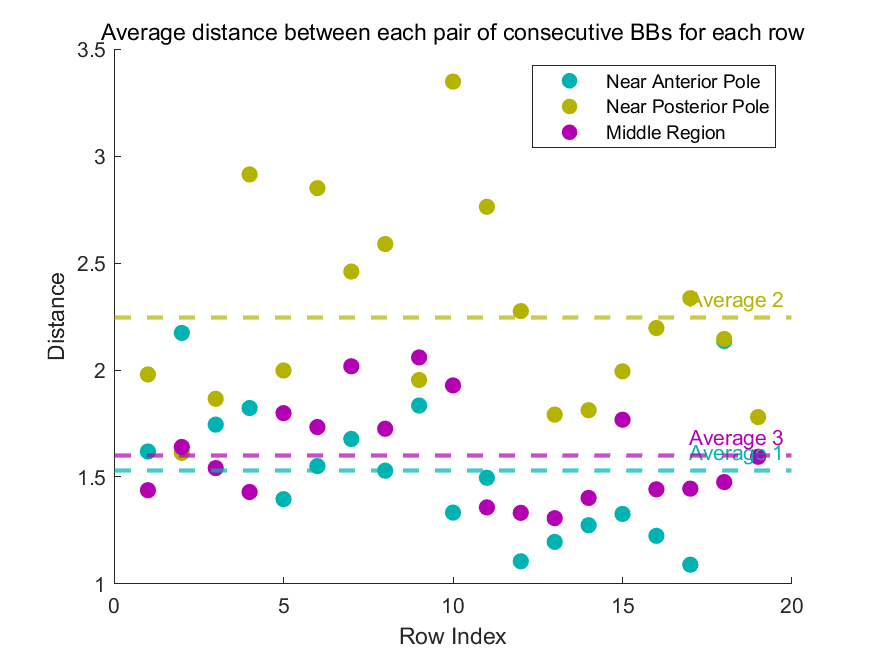 Average distance between each pair of consecutive BBs for each row
3.5
3
2.5
2
1.5
1
Distance
Near Anterior Pole
Near Posterior Pole
Middle Region
Average 2
Average 3
Average 1
0
5
10
15
20
Row Index